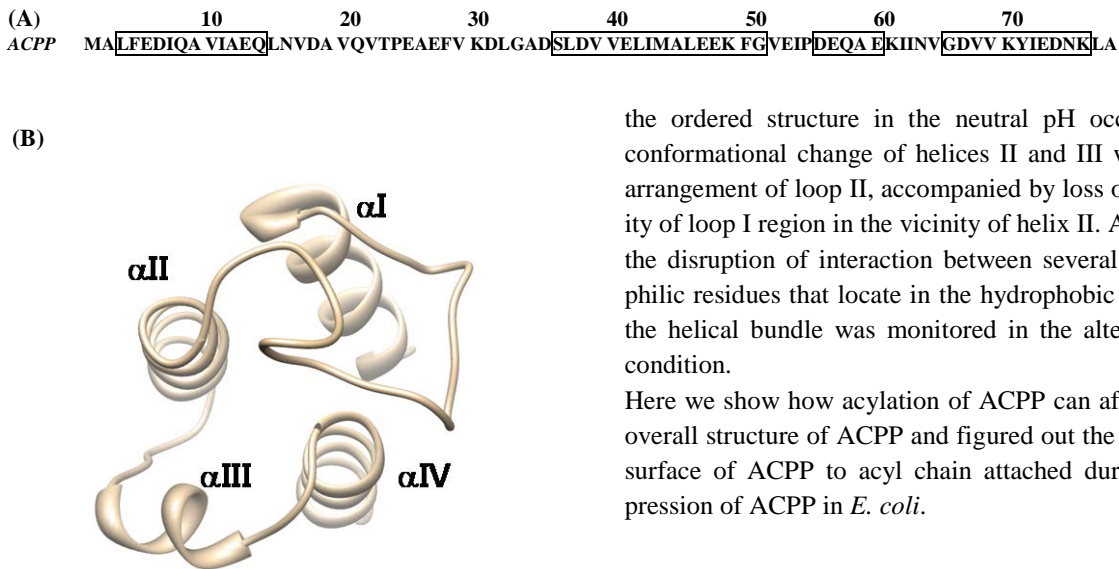 (A)
10 20 30 40 50 60 70
ACPP MALFEDIQA VIAEQLNVDA VQVTPEAEFV KDLGADSLDV VELIMALEEK FGVEIPDEQA EKIINVGDVV KYIEDNKLA
(B)
αI
αII
αIII
αIV
the ordered structure in the neutral pH occ
conformational change of helices II and III w
arrangement of loop II, accompanied by loss o
ity of loop I region in the vicinity of helix II. A
the disruption of interaction between several
philic residues that locate in the hydrophobic
the helical bundle was monitored in the alte
condition.
Here we show how acylation of ACPP can af
overall structure of ACPP and figured out the
surface of ACPP to acyl chain attached dur
pression of ACPP in E. coli.